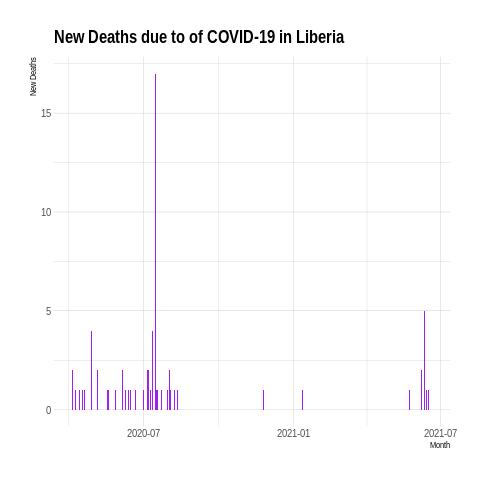 New Deaths due to of COVID-19 in Liberia
New Deaths
15
10
5
0
2020-07
2021-01
2021-07
Month